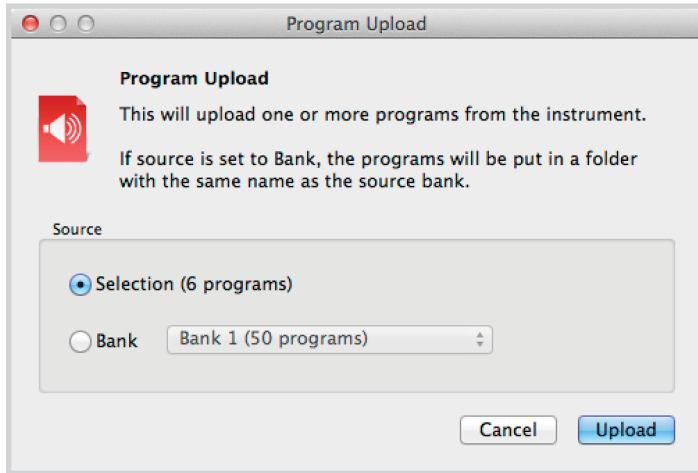 Program Upload
Program Upload
This will upload one or more programs from the instrument.
If source is set to Bank, the programs will be put in a folder
with the same name as the source bank.
Source
Selection (6 programs)
Bank Bank 1 (50 programs)
Cancel Upload